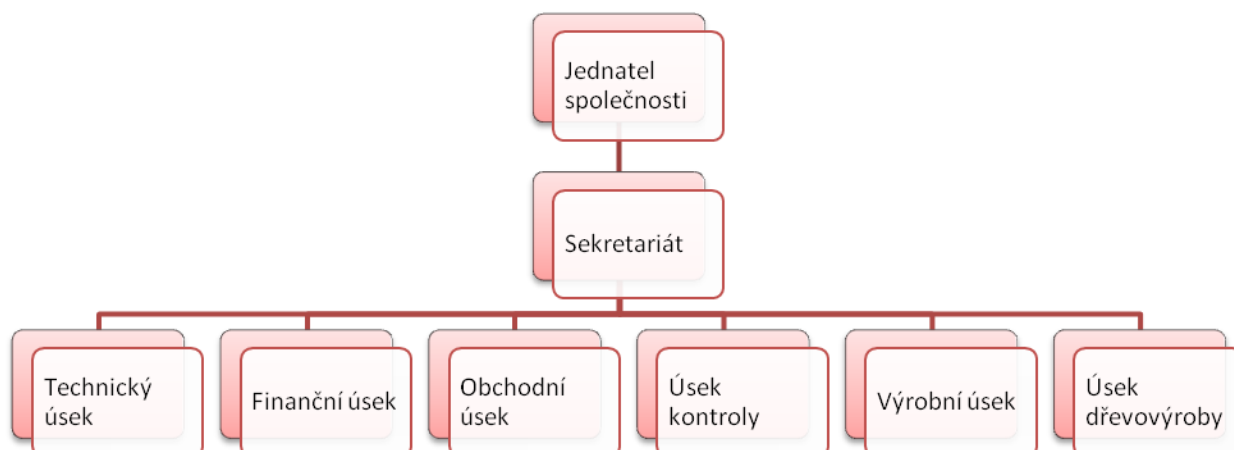 Jednatel
společnosti
Sekretariát
Technický
úsek
Finanční úsek
Obchodní
úsek
Úsek
kontroly
Výrobní úsek
Úsek
dřevovýroby